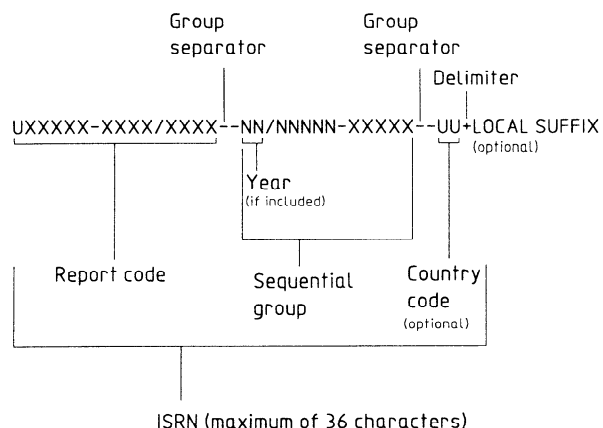 Group separator
Group separator
Delimiter
UXXXXX-XXXX/XXXX--NN/NNNNN-XXXXX--UU+LOCAL SUFFIX
(optional)
Year
(if included)
Report code
Sequential group
Country code
(optional)
ISRN (maximum of 36 characters)